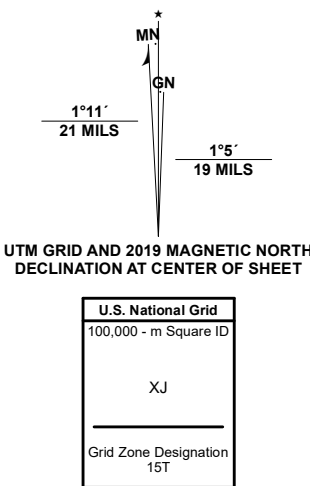 MN
GN
1°11´
21 MILS
1°5´
19 MILS
UTM GRID AND 2019 MAGNETIC NORTH
DECLINATION AT CENTER OF SHEET
U.S. National Grid
100,000 - m Square ID
XJ
Grid Zone Designation
15T